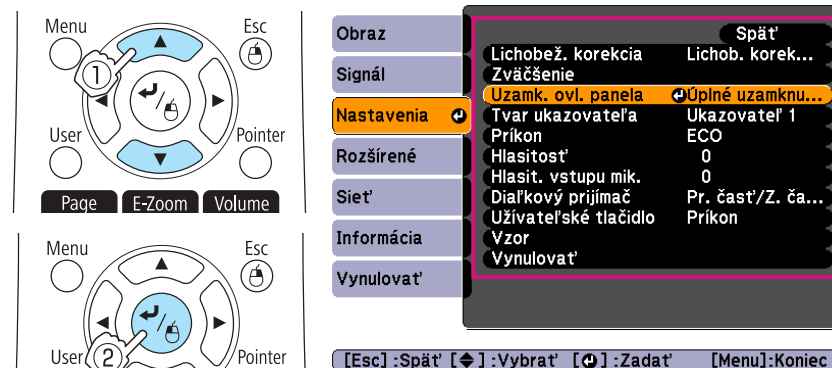 Menu
Esc
1
User
Pointer
Page
E-Zoom
Volume
Menu
Esc
User
2
Pointer
Obraz
Signál
Nastavenia
Rozšírené
Sieť
Informácia
Vynulovať
Späť
Lichobež. korekcia Lichob. korek...
Zväčšenie
Uzamk. ovl. panela Úplné uzamknu...
Tvar ukazovateľa Ukazovateľ 1
Príkon ECO
Hlasitosť 0
Hlasit. vstupu mik. 0
Diaľkový prijímač Pr. časť/Z. ča...
Užívateľské tlačidlo Príkon
Vzor
Vynulovať
[Esc] :Späť [ ] :Vybrať [ ] :Zadať [Menu]:Koniec